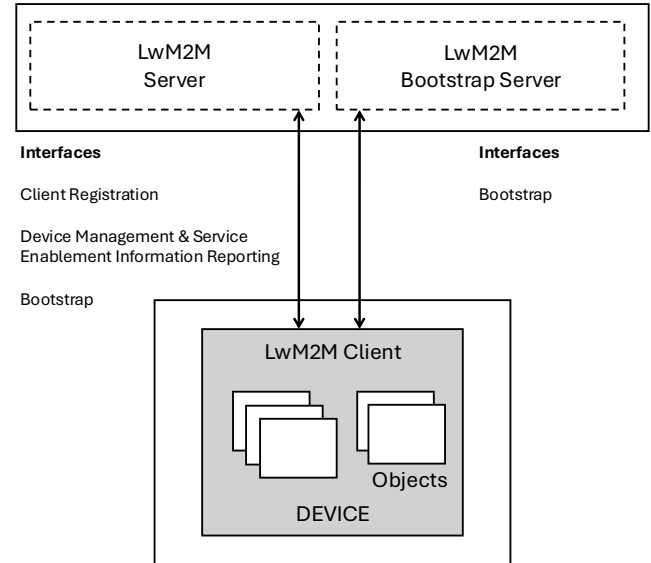 LwM2M
Server
LwM2M
Bootstrap Server
Interfaces
Client Registration
Device Management & Service
Enablement Information Reporting
Bootstrap
Interfaces
Bootstrap
LwM2M Client
Objects
DEVICE